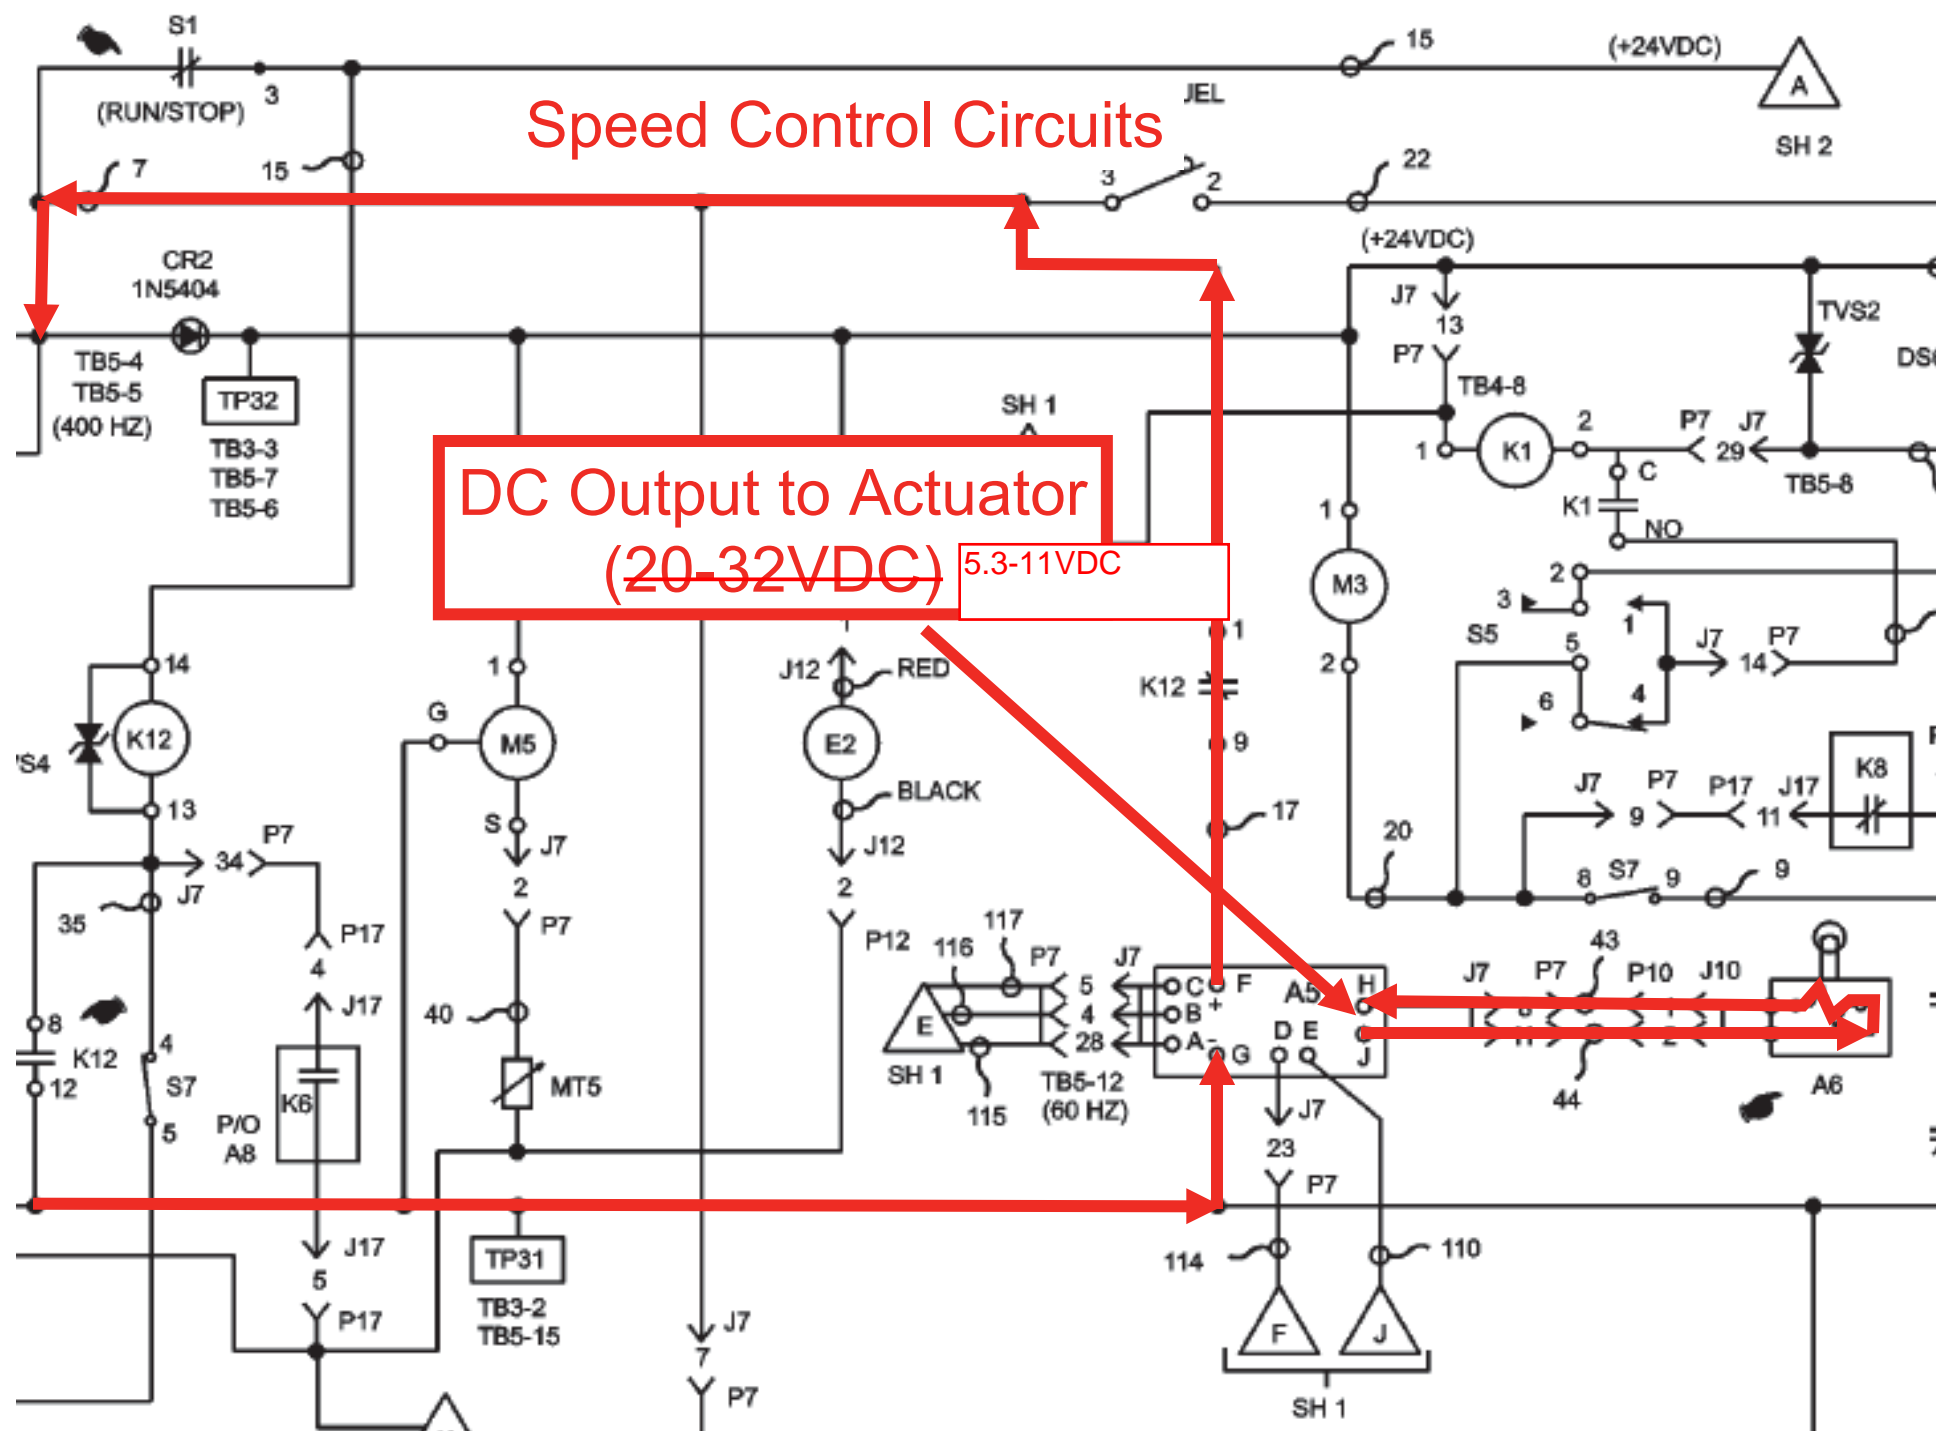 S1
15
(+24VDC)
A
3
(RUN/STOP)
JEL
Speed Control Circuits
SH 2
7
15
3
2
22
(+24VDC)
CR2
1N5404
J7
13
TVS2
P7
TB5-4
TB5-5
(400 HZ)
TP32
TB4-8
SH 1
TB3-3
TB5-7
TB5-6
1
K1
2
P7
J7
29
C
TB5-8
K1
NO
DC Output to Actuator
(20-32VDC)
5.3-11VDC
1
M3
2
2
3
1
S5
5
J7
P7
14
6
4
14
K12
13
1
G
M5
S
J7
2
P7
J12
RED
E2
BLACK
J12
2
P12
1
K12
9
17
20
J7
P7
P17
J17
9
11
K8
8
S7
9
9
34
P7
J7
35
P17
4
J17
8
K12
12
4
S7
5
K6
P/O
A8
40
MT5
116
117
P7
J7
5
4
28
E
SH 1
115
TB5-12
(60 HZ)
C
F
+
B
A
-
G
D
E
A5
H
J
J7
P7
43
P10
J10
44
A6
J7
23
P7
114
110
F
J
SH 1
J17
5
P17
TP31
TB3-2
TB5-15
J7
7
P7